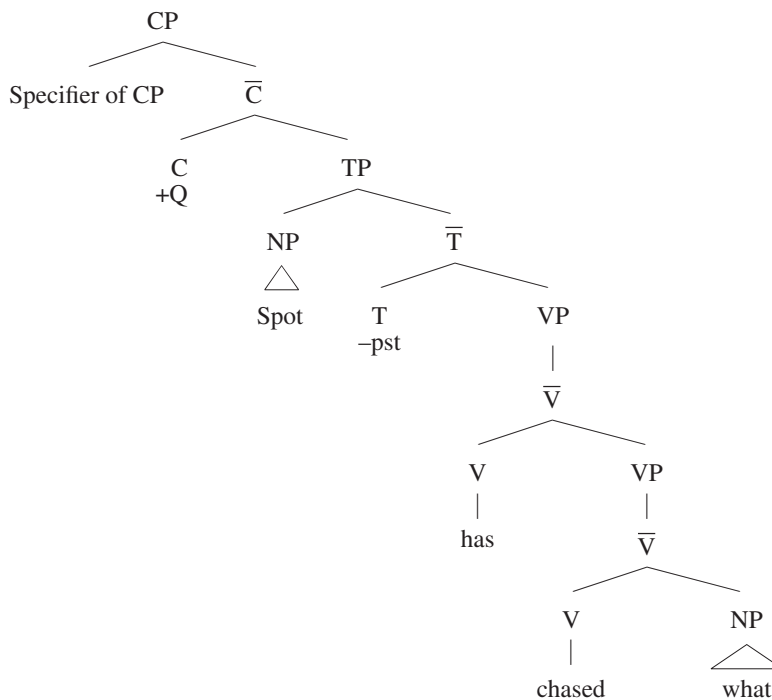 CP
Specifier of CP C̅
C TP
+Q
NP T̅
Spot T VP
–pst
V̅
V VP
has V̅
V NP
chased what